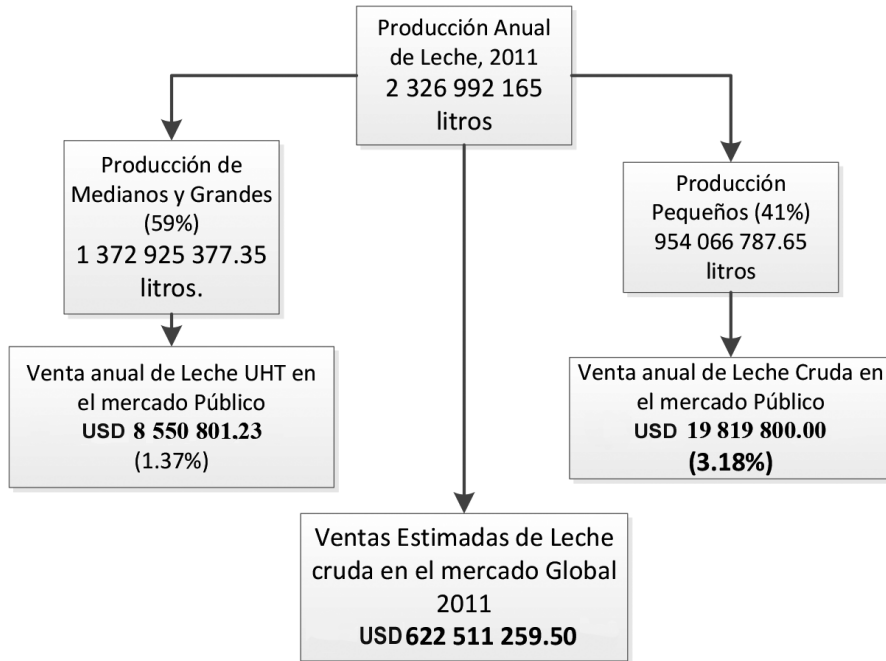 Producción Anual
de Leche, 2011
2 326 992 165
litros
Producción de
Medianos y Grandes
(59%)
1 372 925 377.35
litros.
Producción
Pequeños (41%)
954 066 787.65
litros
Venta anual de Leche UHT en
el mercado Público
USD 8 550 801.23
(1.37%)
Venta anual de Leche Cruda en
el mercado Público
USD 19 819 800.00
(3.18%)
Ventas Estimadas de Leche
cruda en el mercado Global
2011
USD 622 511 259.50